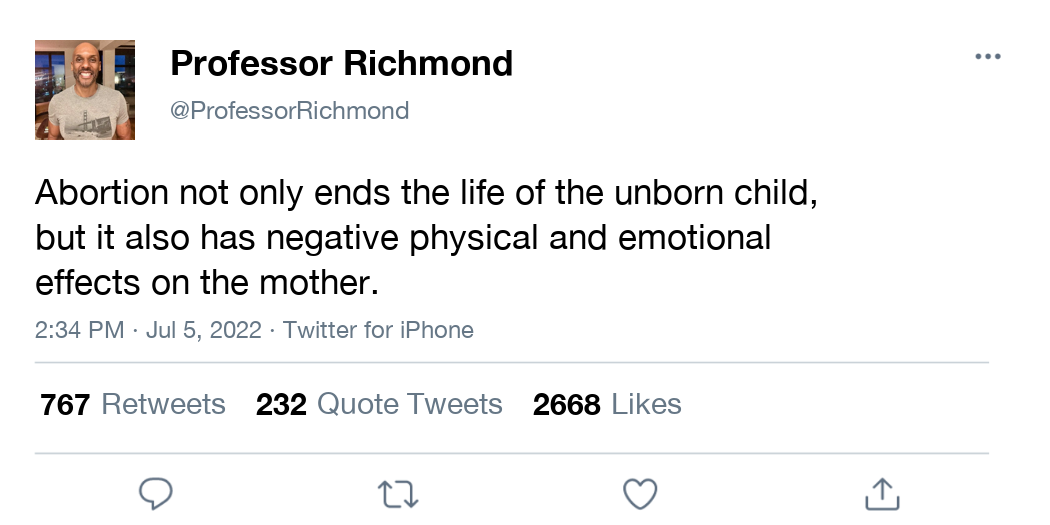 Professor Richmond
@ProfessorRichmond
Abortion not only ends the life of the unborn child,
but it also has negative physical and emotional
effects on the mother.
2:34 PM · Jul 5, 2022 · Twitter for iPhone
767 Retweets 232 Quote Tweets 2668 Likes